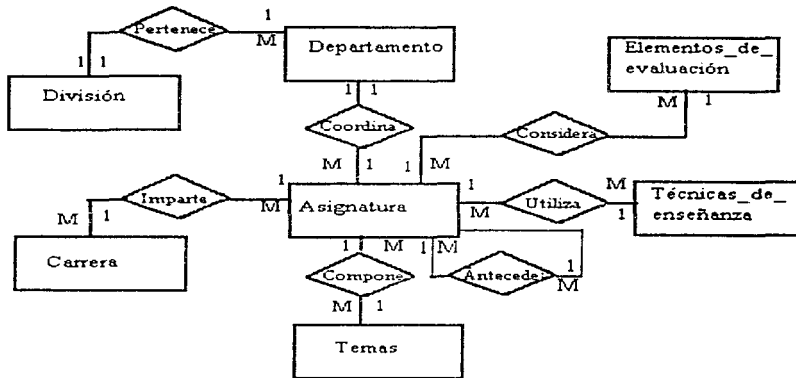 Pertenece
1
M
1 1
División
Departamento
1 1
Coordina
M 1
Elementos_de_
evaluación
M 1
Considera
1 M
Imparte
1
M
M 1
Carrera
Asignatura
1
M
Utiliza
M
1
Técnicas_de_
enseñanza
1 M
Compone
M 1
Temas
1 M
Antecede
1
M